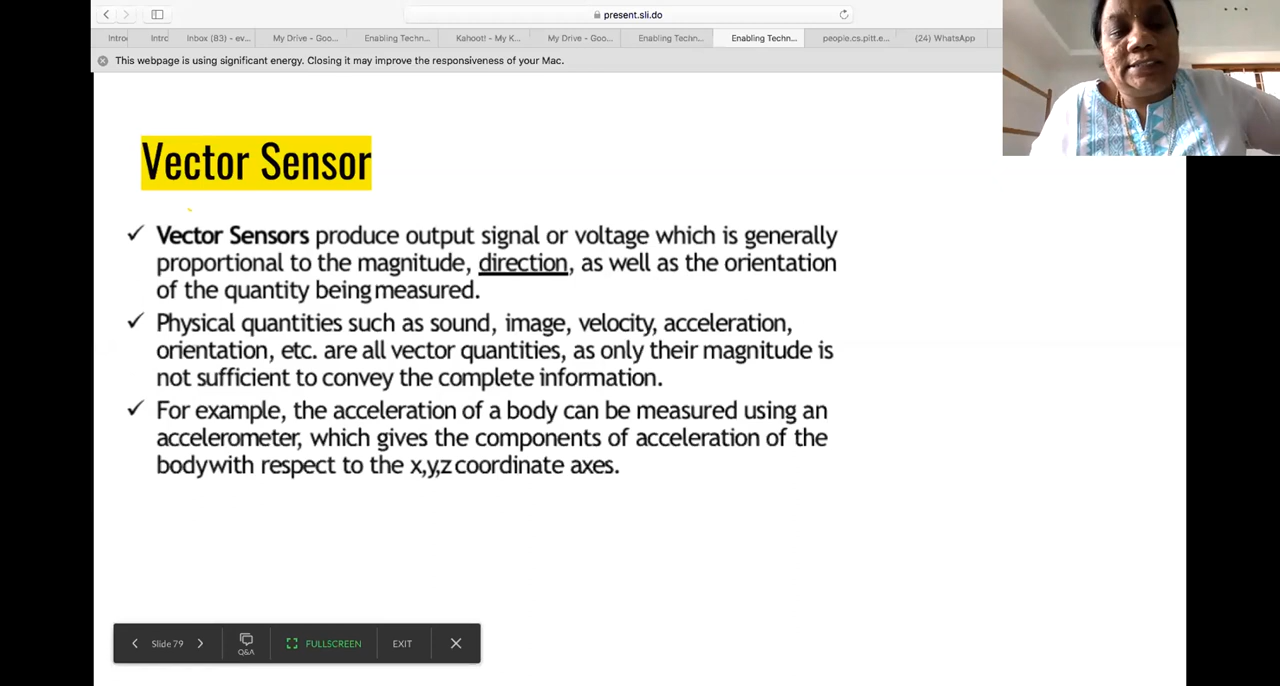 present.sli.do
Introd
Intro
Inbox (83) - ev...
My Drive - Goo...
Enabling Techn...
Kahoot! - My K...
My Drive - Goo...
Enabling Techn...
Enabling Techn...
people.cs.pitt.e...
(24) WhatsApp
This webpage is using significant energy. Closing it may improve the responsiveness of your Mac.
Vector Sensor
✓ Vector Sensors produce output signal or voltage which is generally
proportional to the magnitude, direction, as well as the orientation
of the quantity being measured.
✓ Physical quantities such as sound, image, velocity, acceleration,
orientation, etc. are all vector quantities, as only their magnitude is
not sufficient to convey the complete information.
✓ For example, the acceleration of a body can be measured using an
accelerometer, which gives the components of acceleration of the
bodywith respect to the x,y,z coordinate axes.
Slide 79
Q&A
FULLSCREEN
EXIT